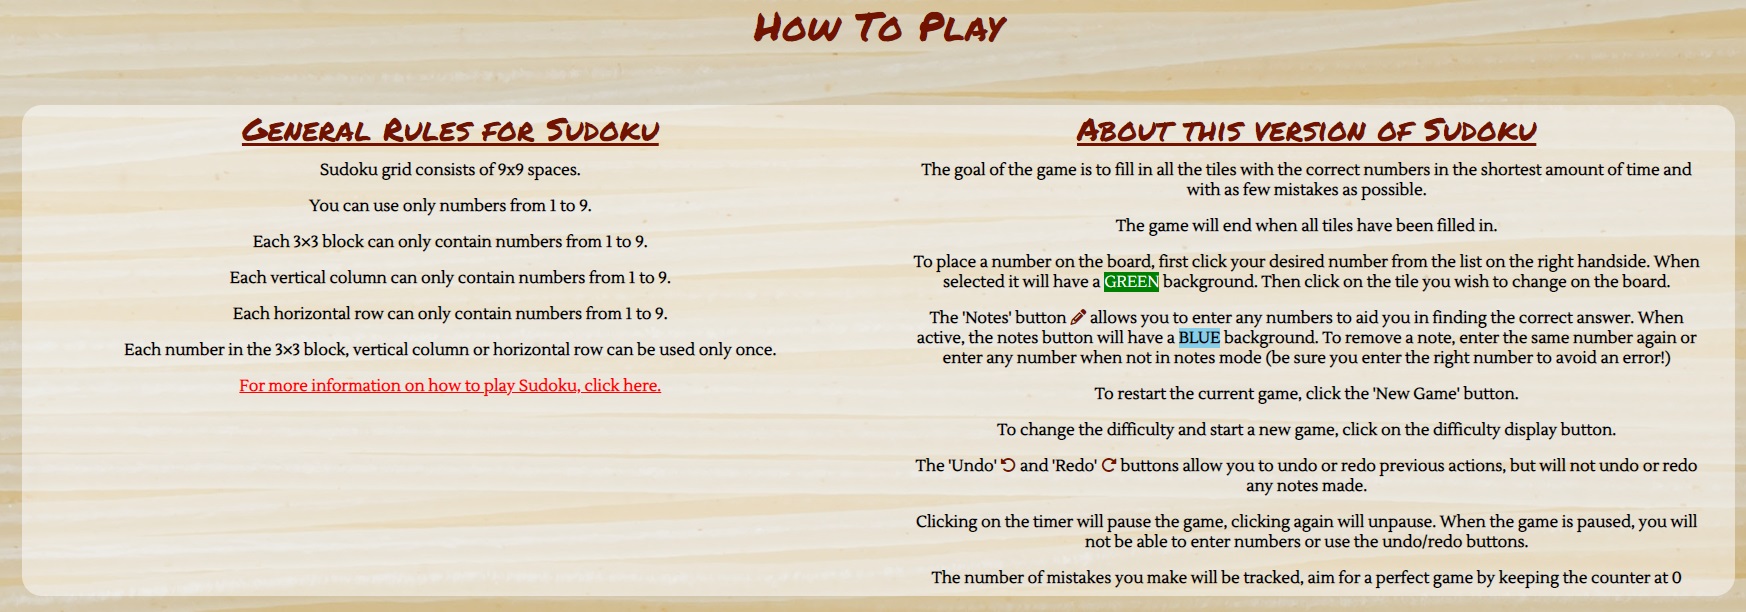 How To Play
General Rules for Sudoku
Sudoku grid consists of 9x9 spaces.
You can use only numbers from 1 to 9.
Each 3×3 block can only contain numbers from 1 to 9.
Each vertical column can only contain numbers from 1 to 9.
Each horizontal row can only contain numbers from 1 to 9.
Each number in the 3×3 block, vertical column or horizontal row can be used only once.
For more information on how to play Sudoku, click here.
About this version of Sudoku
The goal of the game is to fill in all the tiles with the correct numbers in the shortest amount of time and
with as few mistakes as possible.
The game will end when all tiles have been filled in.
To place a number on the board, first click your desired number from the list on the right handside. When
selected it will have a GREEN background. Then click on the tile you wish to change on the board.
The 'Notes' button allows you to enter any numbers to aid you in finding the correct answer. When
active, the notes button will have a BLUE background. To remove a note, enter the same number again or
enter any number when not in notes mode (be sure you enter the right number to avoid an error!)
To restart the current game, click the 'New Game' button.
To change the difficulty and start a new game, click on the difficulty display button.
The 'Undo' and 'Redo' buttons allow you to undo or redo previous actions, but will not undo or redo
any notes made.
Clicking on the timer will pause the game, clicking again will unpause. When the game is paused, you will
not be able to enter numbers or use the undo/redo buttons.
The number of mistakes you make will be tracked, aim for a perfect game by keeping the counter at 0